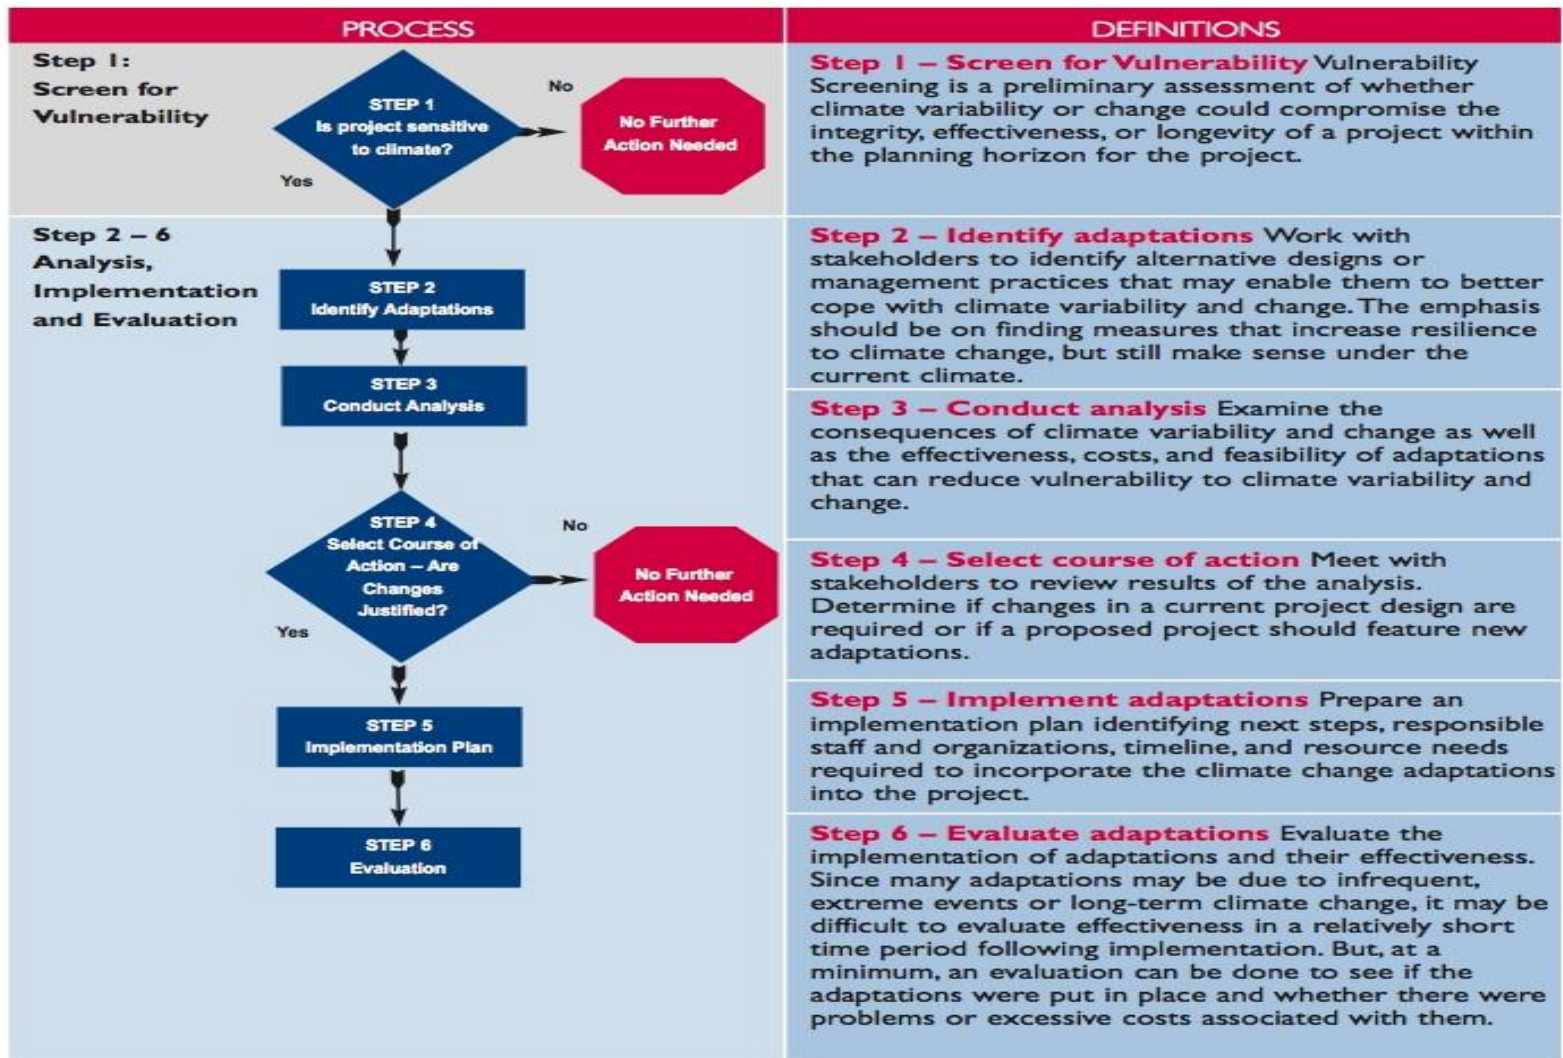 PROCESS
DEFINITIONS
Step 1:
Screen for
Vulnerability
STEP 1
Is project sensitive
to climate?
No
No Further
Action Needed
Yes
Step 1 – Screen for Vulnerability Vulnerability
Screening is a preliminary assessment of whether
climate variability or change could compromise the
integrity, effectiveness, or longevity of a project within
the planning horizon for the project.
Step 2 – 6
Analysis,
Implementation
and Evaluation
STEP 2
Identify Adaptations
STEP 3
Conduct Analysis
STEP 4
Select Course of
Action – Are
Changes
Justified?
No
No Further
Action Needed
Yes
STEP 5
Implementation Plan
STEP 6
Evaluation
Step 2 – Identify adaptations Work with
stakeholders to identify alternative designs or
management practices that may enable them to better
cope with climate variability and change. The emphasis
should be on finding measures that increase resilience
to climate change, but still make sense under the
current climate.
Step 3 – Conduct analysis Examine the
consequences of climate variability and change as well
as the effectiveness, costs, and feasibility of adaptations
that can reduce vulnerability to climate variability and
change.
Step 4 – Select course of action Meet with
stakeholders to review results of the analysis.
Determine if changes in a current project design are
required or if a proposed project should feature new
adaptations.
Step 5 – Implement adaptations Prepare an
implementation plan identifying next steps, responsible
staff and organizations, timeline, and resource needs
required to incorporate the climate change adaptations
into the project.
Step 6 – Evaluate adaptations Evaluate the
implementation of adaptations and their effectiveness.
Since many adaptations may be due to infrequent,
extreme events or long-term climate change, it may be
difficult to evaluate effectiveness in a relatively short
time period following implementation. But, at a
minimum, an evaluation can be done to see if the
adaptations were put in place and whether there were
problems or excessive costs associated with them.